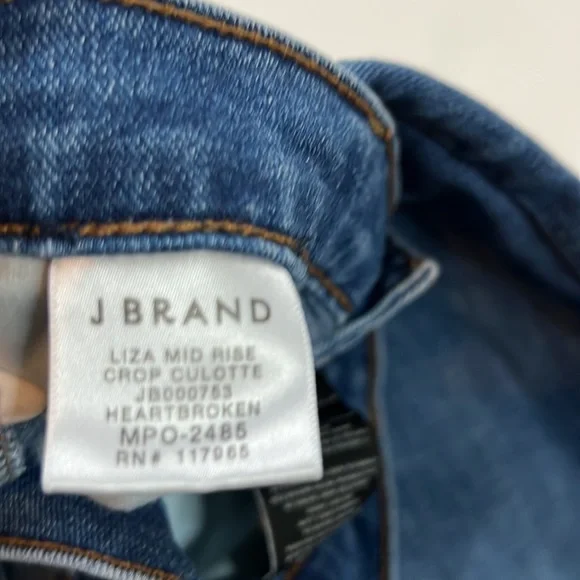 J BRAND
LIZA MID RISE
CROP CULOTTE
JB000753
HEARTBROKEN
MPO-2485
RN# 117965